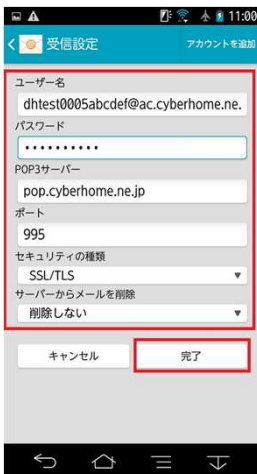 11:00
受信設定
アカウントを追加
ユーザー名
dhtest0005abcdef@ac.cyberhome.ne.
パスワード
••••••••••
POP3サーバー
pop.cyberhome.ne.jp
ポート
995
セキュリティの種類
SSL/TLS
サーバーからメールを削除
削除しない
キャンセル
完了